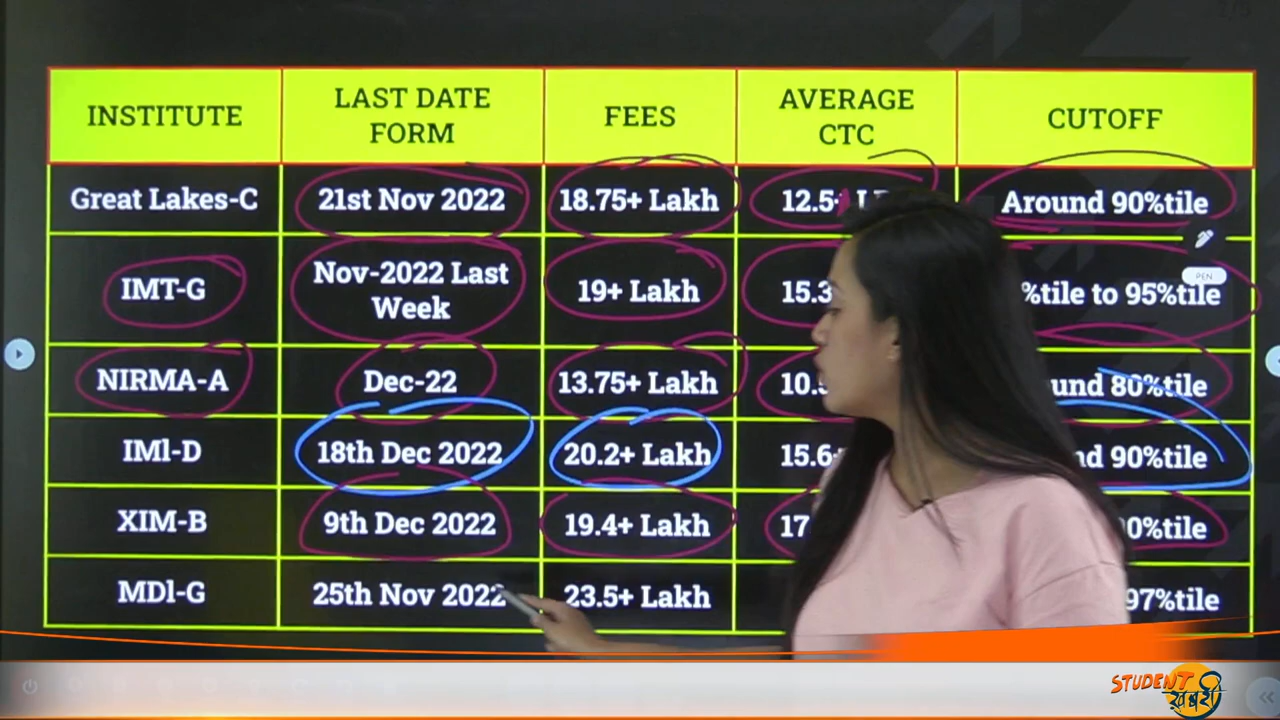 INSTITUTE
LAST DATE
FORM
FEES
AVERAGE
CTC
CUTOFF
Great Lakes-C
21st Nov 2022
18.75+ Lakh
12.5+
Around 90%tile
IMT-G
Nov-2022 Last
Week
19+ Lakh
15.3
%tile to 95%tile
PEN
NIRMA-A
Dec-22
13.75+ Lakh
10.5
80%tile
IMl-D
18th Dec 2022
20.2+ Lakh
15.6+
90%tile
XIM-B
9th Dec 2022
19.4+ Lakh
17
0%tile
MDl-G
25th Nov 2022
23.5+ Lakh
97%tile
STUDENT
खबरी